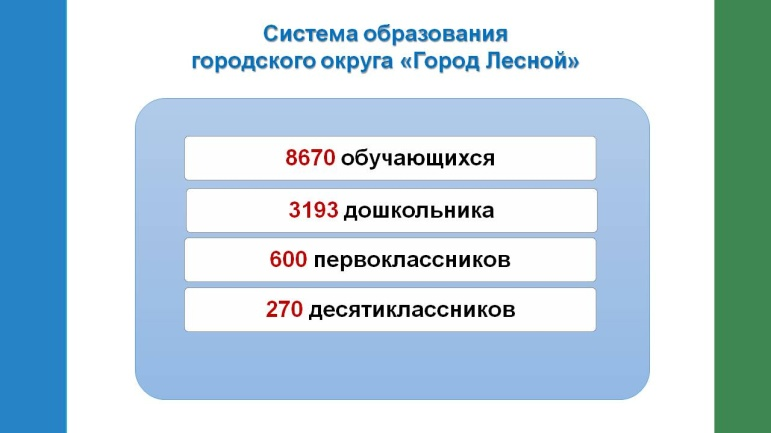 Система образования
городского округа «Город Лесной»
8670 обучающихся
3193 дошкольника
600 первоклассников
270 десятиклассников